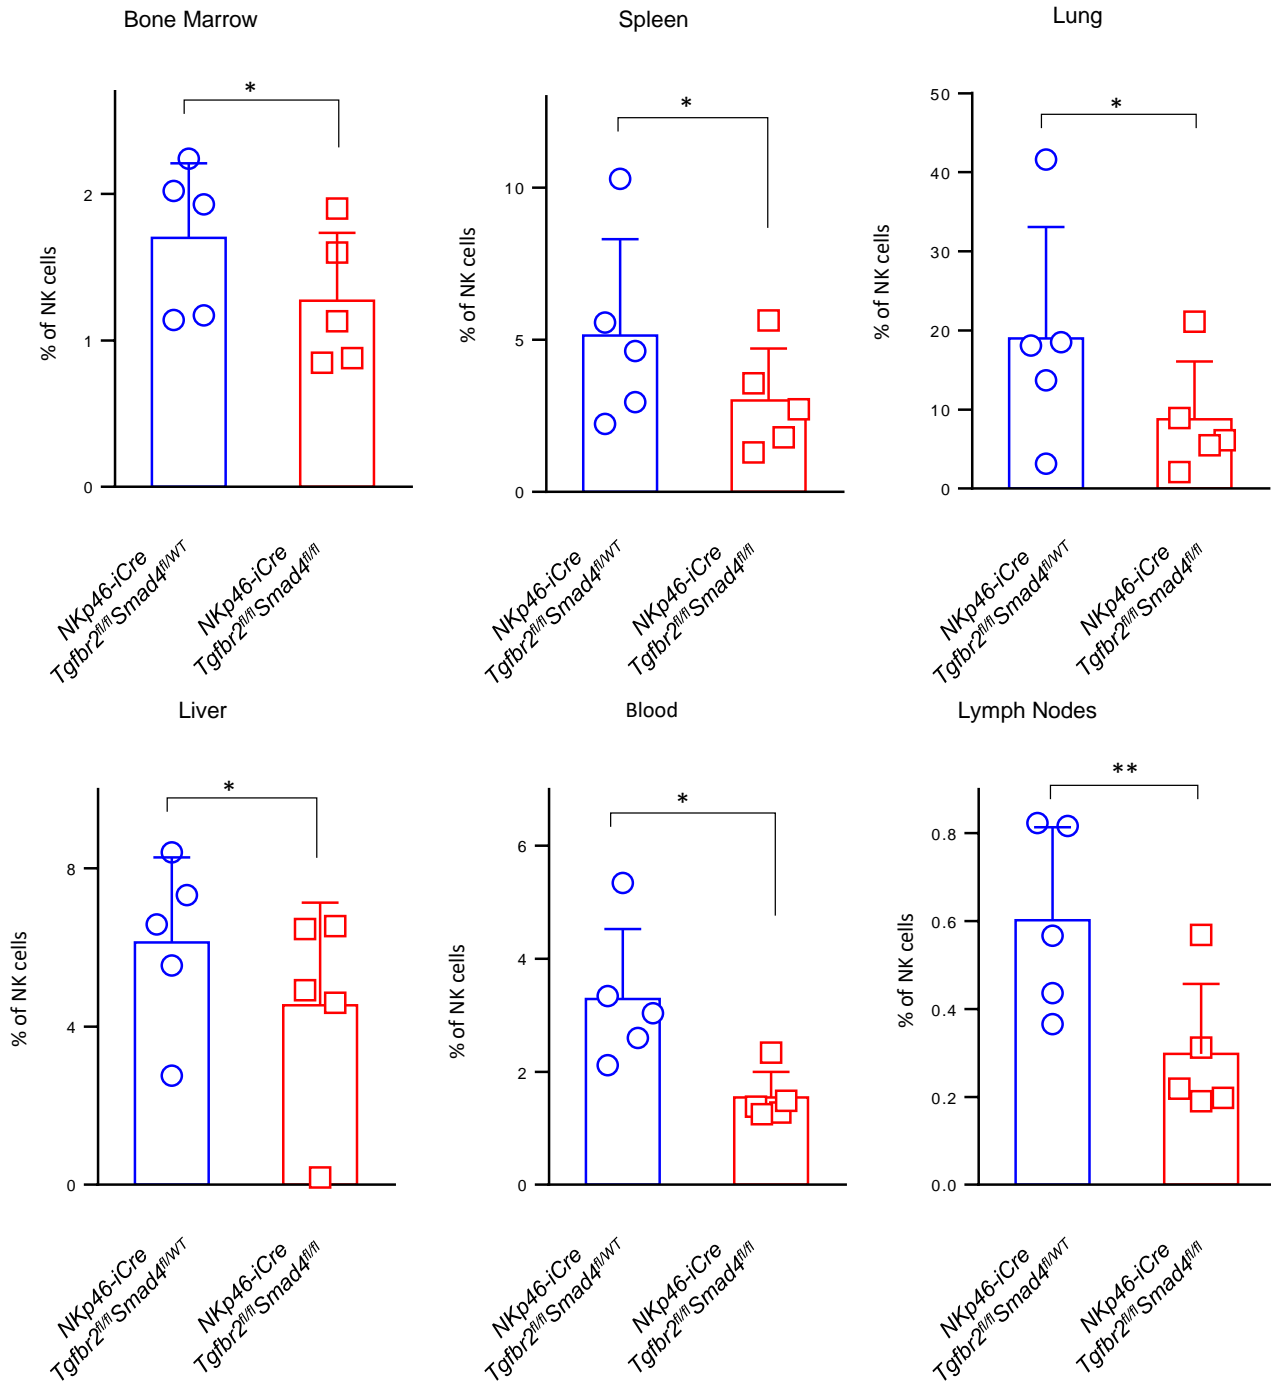 Bone Marrow
*
% of NK cells
2
1
0
NKp46-iCre
Tgfbr2fl/flSmad4fl/WT
NKp46-iCre
Tgfbr2fl/flSmad4fl/fl
Spleen
*
% of NK cells
10
5
0
NKp46-iCre
Tgfbr2fl/flSmad4fl/WT
NKp46-iCre
Tgfbr2fl/flSmad4fl/fl
Lung
*
% of NK cells
50
40
30
20
10
0
NKp46-iCre
Tgfbr2fl/flSmad4fl/WT
NKp46-iCre
Tgfbr2fl/flSmad4fl/fl
Liver
*
% of NK cells
8
4
0
NKp46-iCre
Tgfbr2fl/flSmad4fl/WT
NKp46-iCre
Tgfbr2fl/flSmad4fl/fl
Blood
*
% of NK cells
6
4
2
0
NKp46-iCre
Tgfbr2fl/flSmad4fl/WT
NKp46-iCre
Tgfbr2fl/flSmad4fl/fl
Lymph Nodes
**
% of NK cells
0.8
0.6
0.4
0.2
0.0
NKp46-iCre
Tgfbr2fl/flSmad4fl/WT
NKp46-iCre
Tgfbr2fl/flSmad4fl/fl